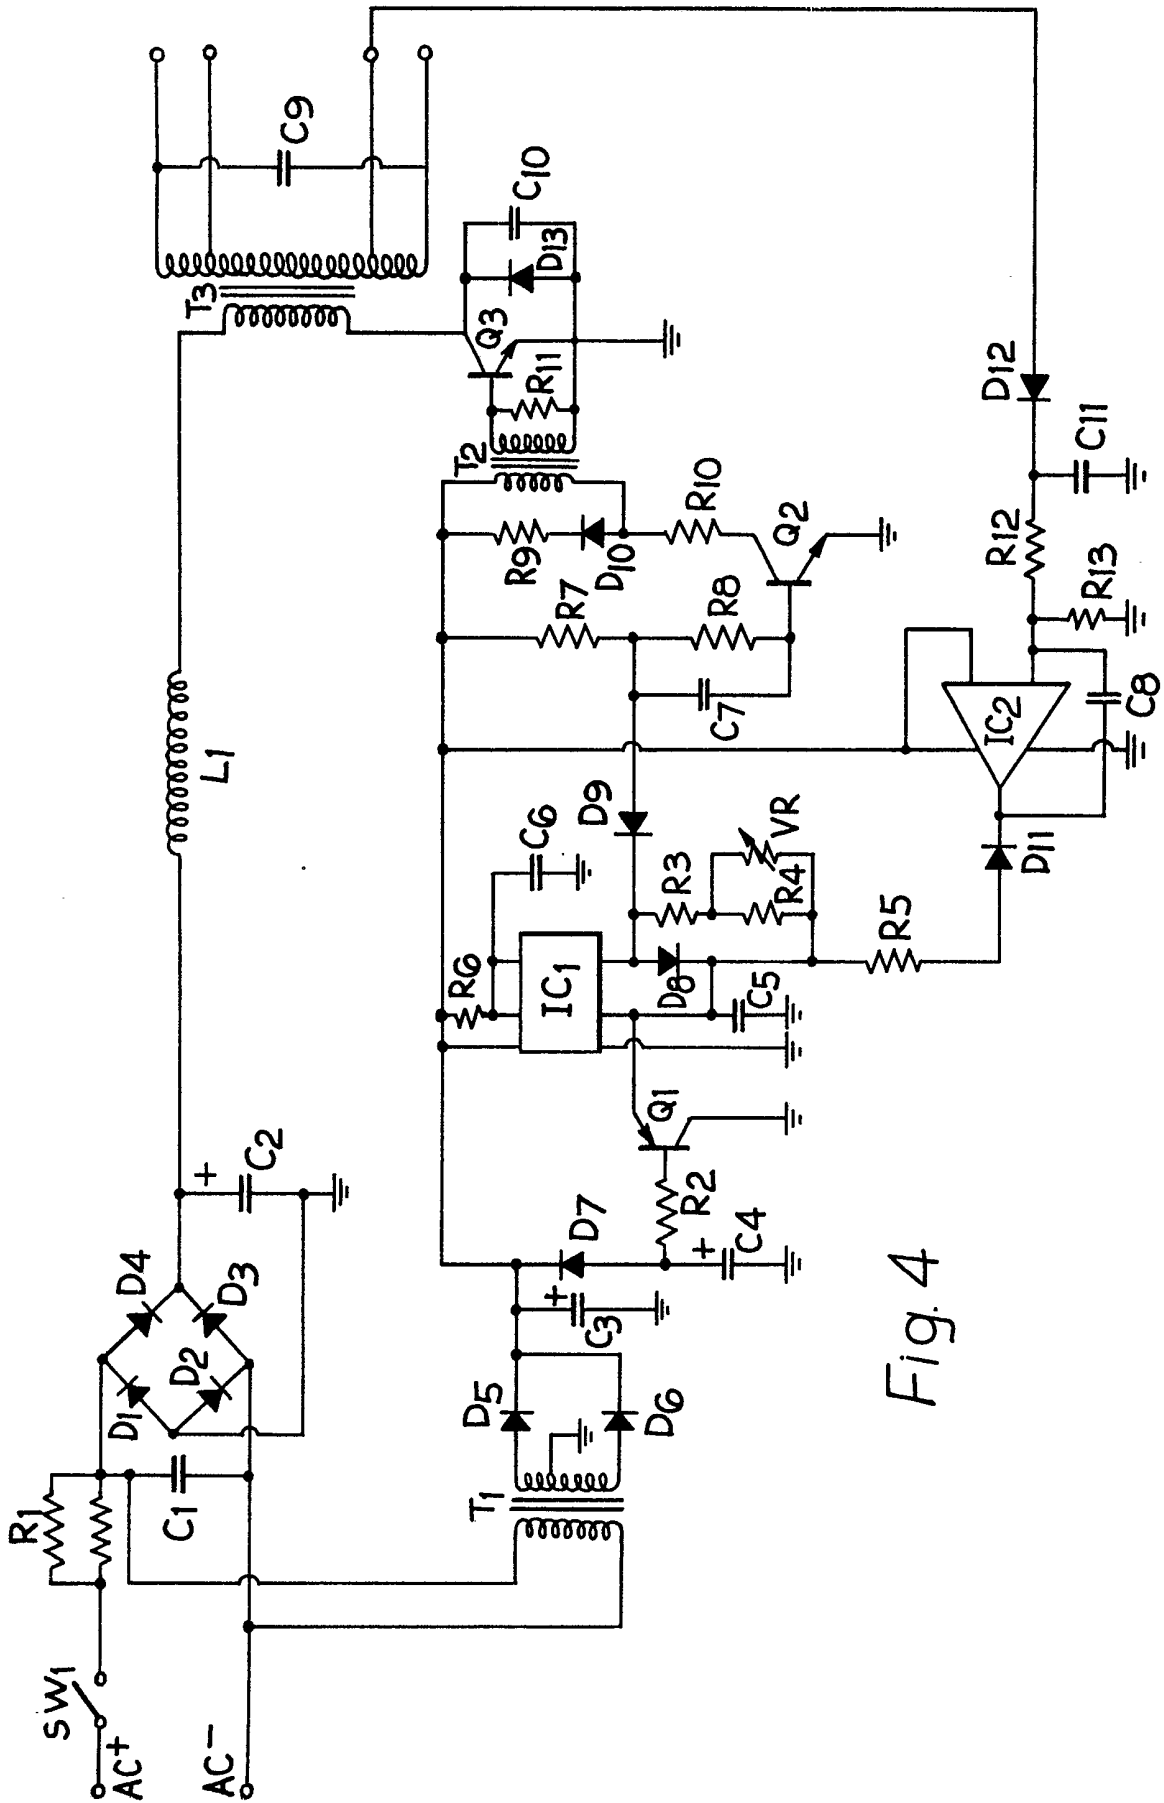 SW1
AC+
AC−
R1
C1
D1
D2
D4
D3
+
C2
L1
T3
C9
T1
D5
D6
+
C3
D7
+
C4
R2
Q1
R6
IC1
C6
D8
C5
R3
R4
VR
R5
D9
C7
R7
R8
R9
D10
R10
Q2
T2
R11
Q3
D13
C10
D11
IC2
C8
R13
R12
C11
D12
Fig. 4